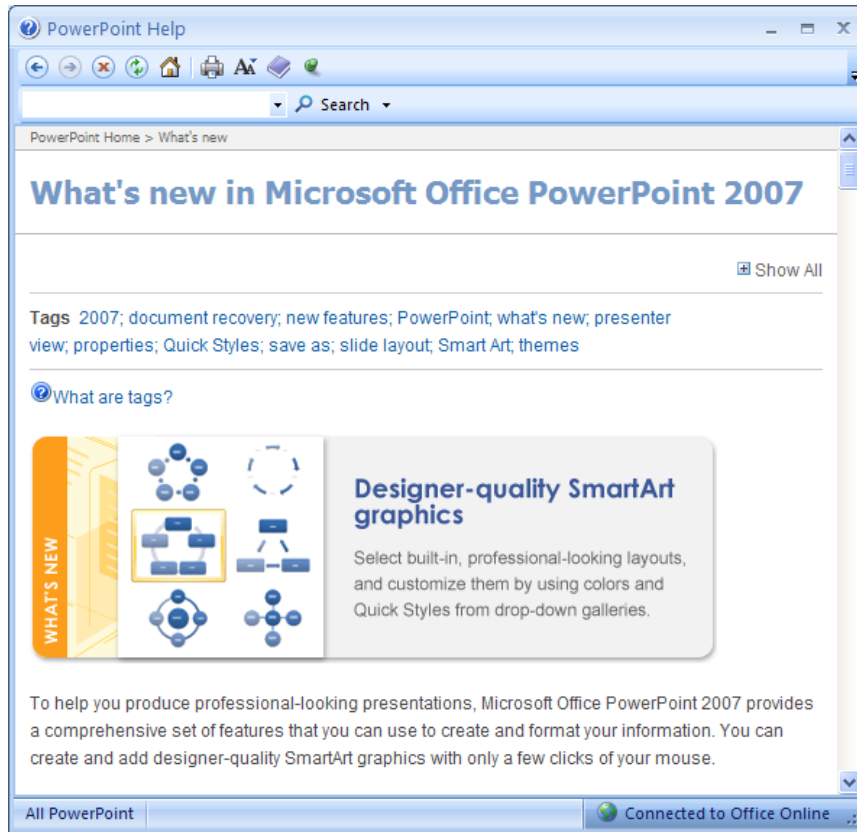 PowerPoint Help
Search
PowerPoint Home > What's new
What's new in Microsoft Office PowerPoint 2007
Show All
Tags 2007; document recovery; new features; PowerPoint; what's new; presenter
view; properties; Quick Styles; save as; slide layout; Smart Art; themes
What are tags?
WHAT'S NEW
Designer-quality SmartArt
graphics
Select built-in, professional-looking layouts,
and customize them by using colors and
Quick Styles from drop-down galleries.
To help you produce professional-looking presentations, Microsoft Office PowerPoint 2007 provides
a comprehensive set of features that you can use to create and format your information. You can
create and add designer-quality SmartArt graphics with only a few clicks of your mouse.
All PowerPoint
Connected to Office Online